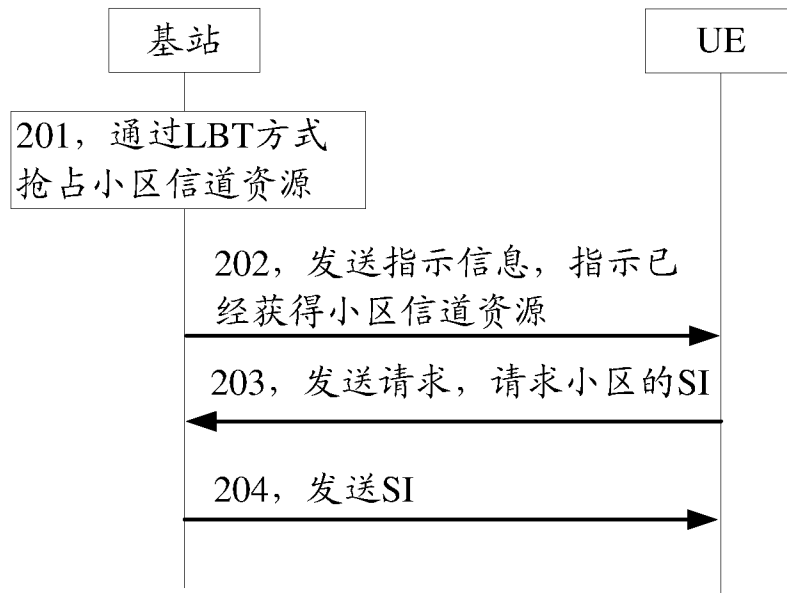 基站
UE
201，通过LBT方式
抢占小区信道资源
202，发送指示信息，指示已
经获得小区信道资源
203，发送请求，请求小区的SI
204，发送SI